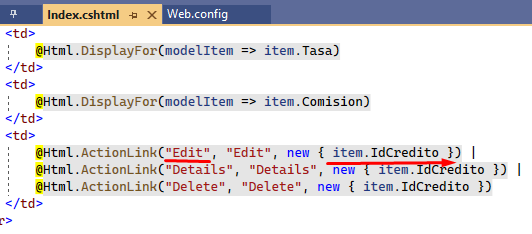 Index.cshtml
Web.config
<td>
@Html.DisplayFor(modelItem => item.Tasa)
</td>
<td>
@Html.DisplayFor(modelItem => item.Comision)
</td>
<td>
@Html.ActionLink("Edit", "Edit", new { item.IdCredito }) |
@Html.ActionLink("Details", "Details", new { item.IdCredito }) |
@Html.ActionLink("Delete", "Delete", new { item.IdCredito })
</td>
r>